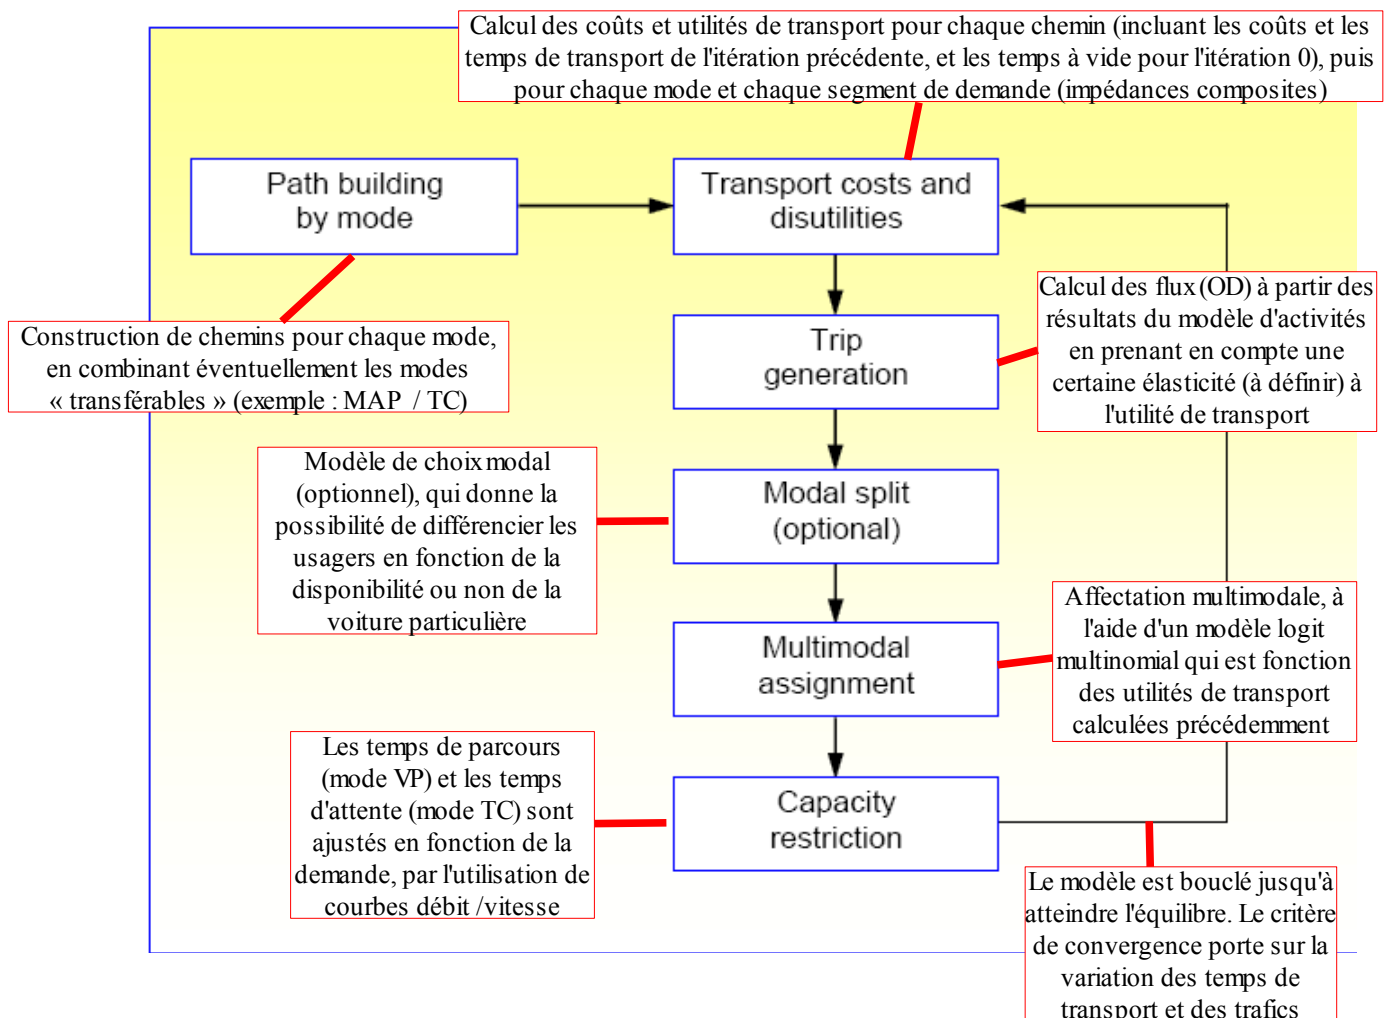 Calcul des coûts et utilités de transport pour chaque chemin (incluant les coûts et les
temps de transport de l'itération précédente, et les temps à vide pour l'itération 0), puis
pour chaque mode et chaque segment de demande (impédances composites)
Path building
by mode
Transport costs and
disutilities
Construction de chemins pour chaque mode,
en combinant éventuellement les modes
« transférables » (exemple : MAP / TC)
Trip
generation
Calcul des flux (OD) à partir des
résultats du modèle d'activités
en prenant en compte une
certaine élasticité (à définir) à
l'utilité de transport
Modèle de choix modal
(optionnel), qui donne la
possibilité de différencier les
usagers en fonction de la
disponibilité ou non de la
voiture particulière
Modal split
(optional)
Multimodal
assignment
Affectation multimodale, à
l'aide d'un modèle logit
multinomial qui est fonction
des utilités de transport
calculées précédemment
Les temps de parcours
(mode VP) et les temps
d'attente (mode TC) sont
ajustés en fonction de la
demande, par l'utilisation de
courbes débit /vitesse
Capacity
restriction
Le modèle est bouclé jusqu'à
atteindre l'équilibre. Le critère
de convergence porte sur la
variation des temps de
transport et des trafics